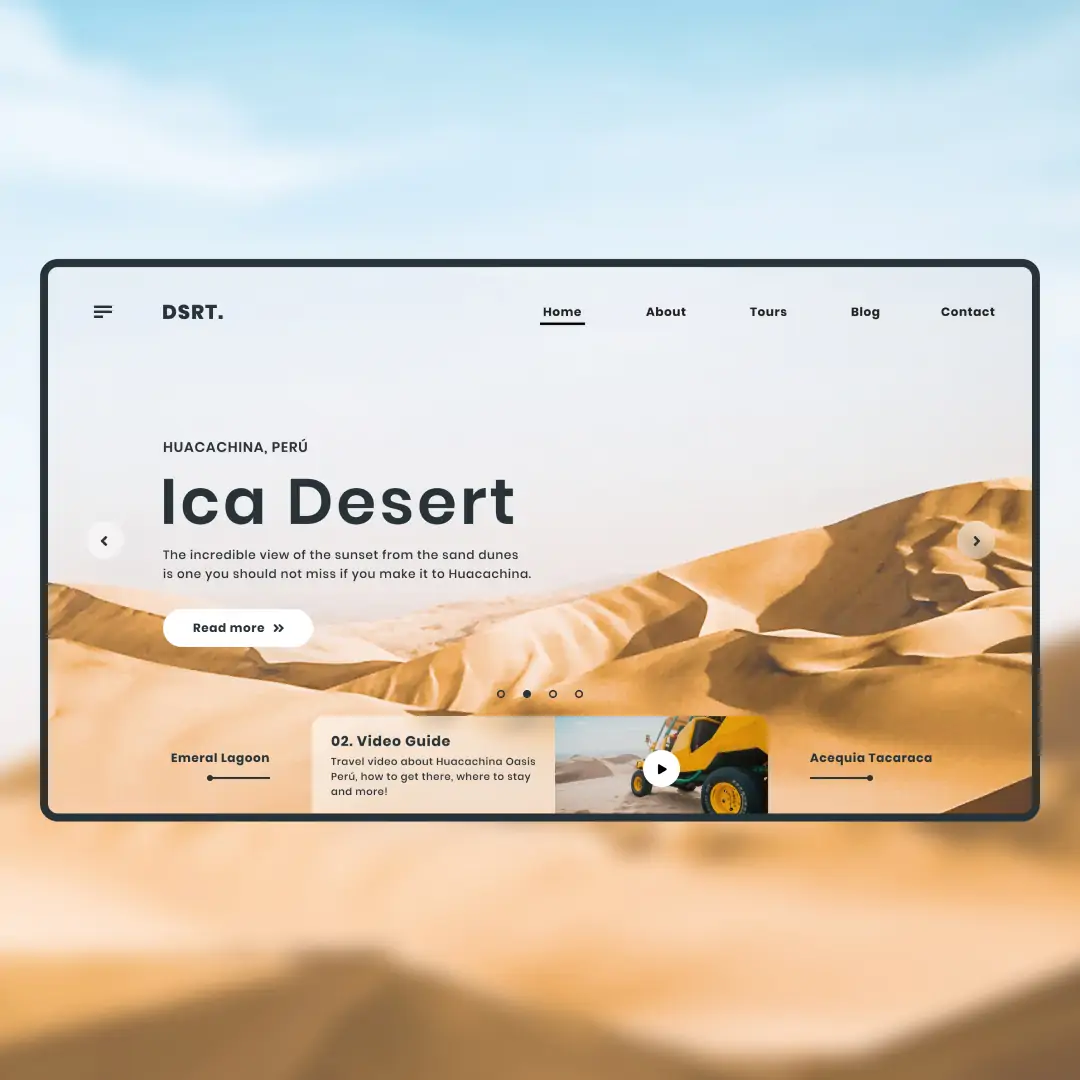 DSRT.
Home
About
Tours
Blog
Contact
HUACACHINA, PERÚ
Ica Desert
The incredible view of the sunset from the sand dunes
is one you should not miss if you make it to Huacachina.
Read more
Emeral Lagoon
02. Video Guide
Travel video about Huacachina Oasis
Perú, how to get there, where to stay
and more!
Acequia Tacaraca